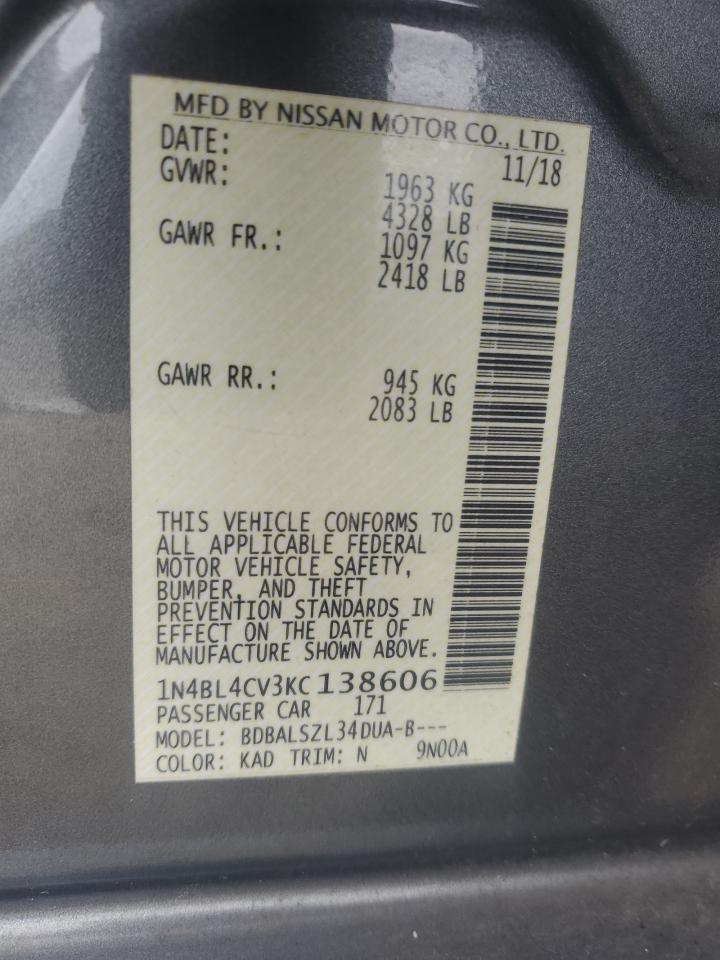 MFD BY NISSAN MOTOR CO., LTD.
DATE: 11/18
GVWR: 1963 KG
4328 LB
GAWR FR.: 1097 KG
2418 LB
GAWR RR.: 945 KG
2083 LB
THIS VEHICLE CONFORMS TO
ALL APPLICABLE FEDERAL
MOTOR VEHICLE SAFETY,
BUMPER, AND THEFT
PREVENTION STANDARDS IN
EFFECT ON THE DATE OF
MANUFACTURE SHOWN ABOVE.
1N4BL4CV3KC138606
PASSENGER CAR 171
MODEL: BDBALSZL34DUA-B---
COLOR: KAD TRIM: N 9N00A